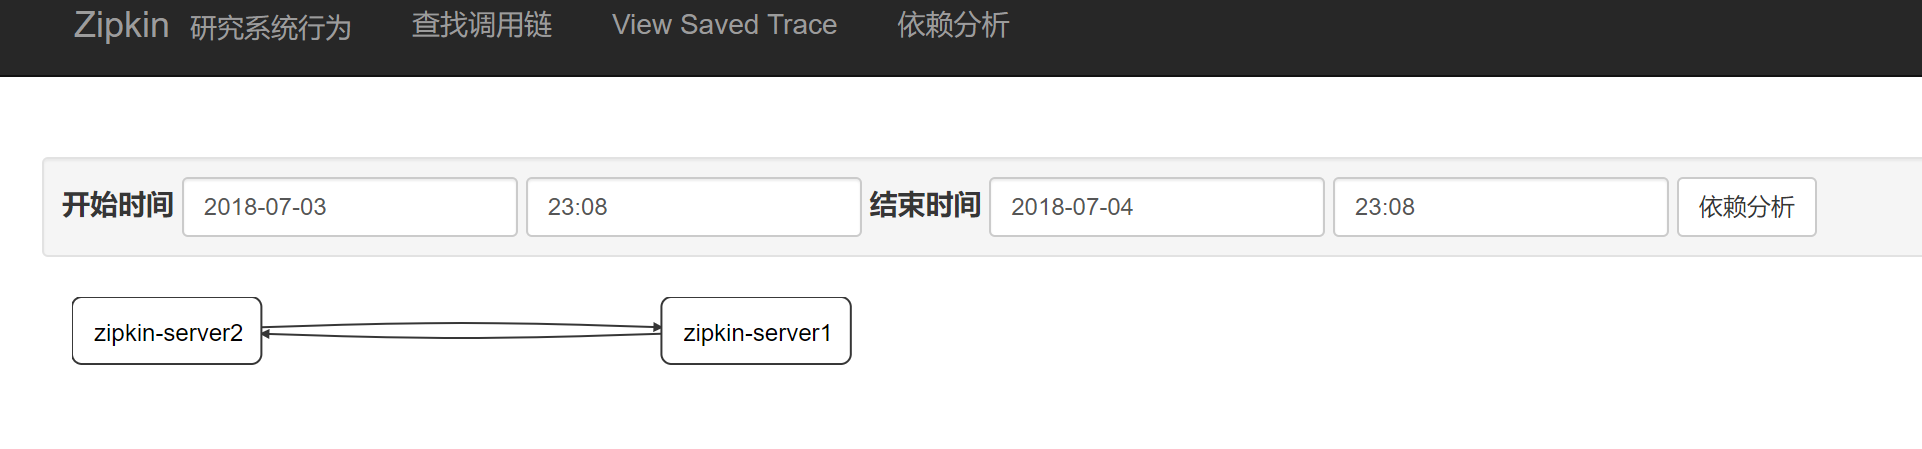 Zipkin 研究系统行为 查找调用链 View Saved Trace 依赖分析
开始时间 2018-07-03 23:08 结束时间 2018-07-04 23:08 依赖分析
zipkin-server2 zipkin-server1